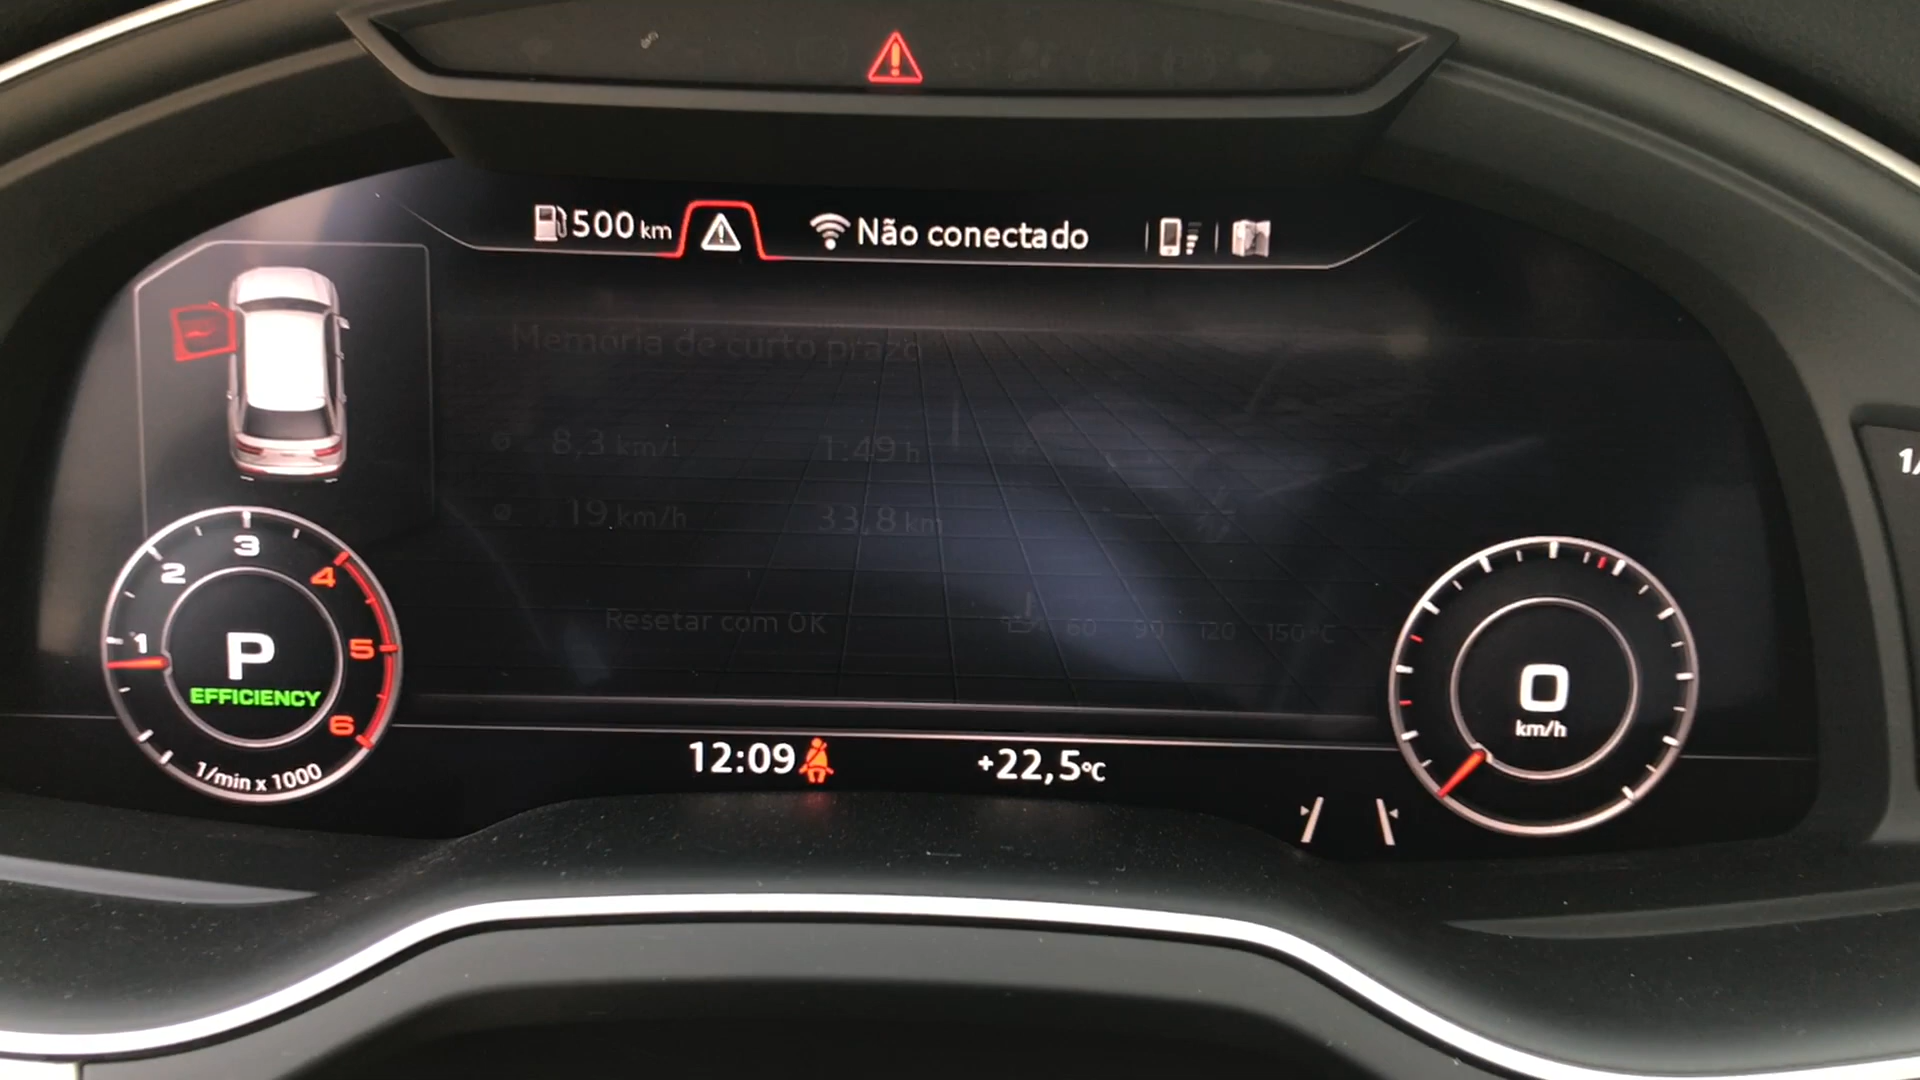 500 km
Não conectado
1/
Memória de curto prazo
8,3 km/l 1:49 h
19 km/h 33,8 km
Resetar com OK
60 90 120 150 °C
1 2 3 4 5 6
P
EFFICIENCY
1/min x 1000
0
km/h
12:09
+22,5°C